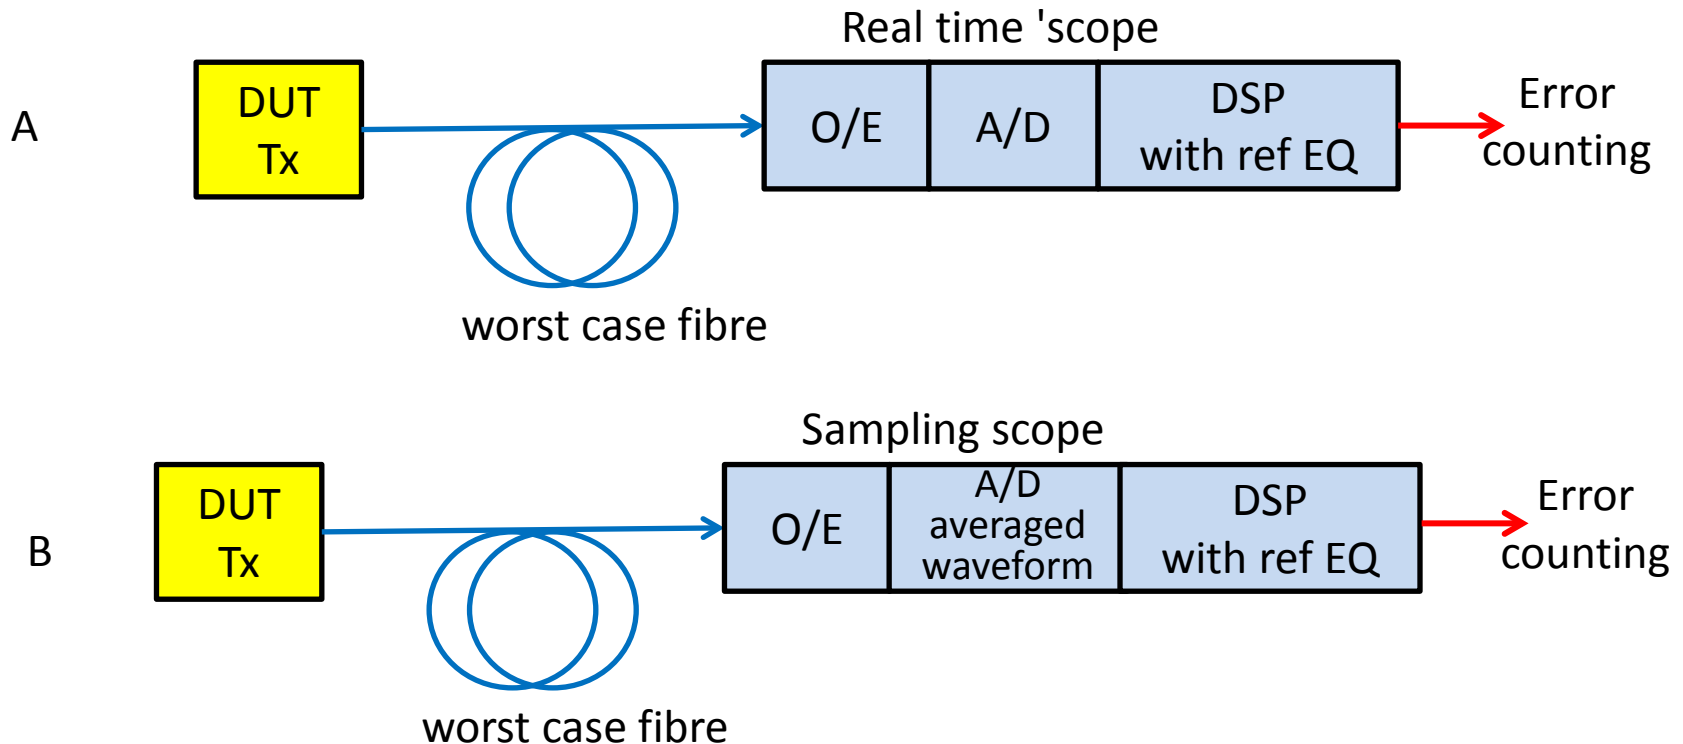 Real time 'scope
A
DUT
Tx
O/E
A/D
DSP
with ref EQ
Error
counting
worst case fibre
Sampling scope
B
DUT
Tx
O/E
A/D
averaged
waveform
DSP
with ref EQ
Error
counting
worst case fibre